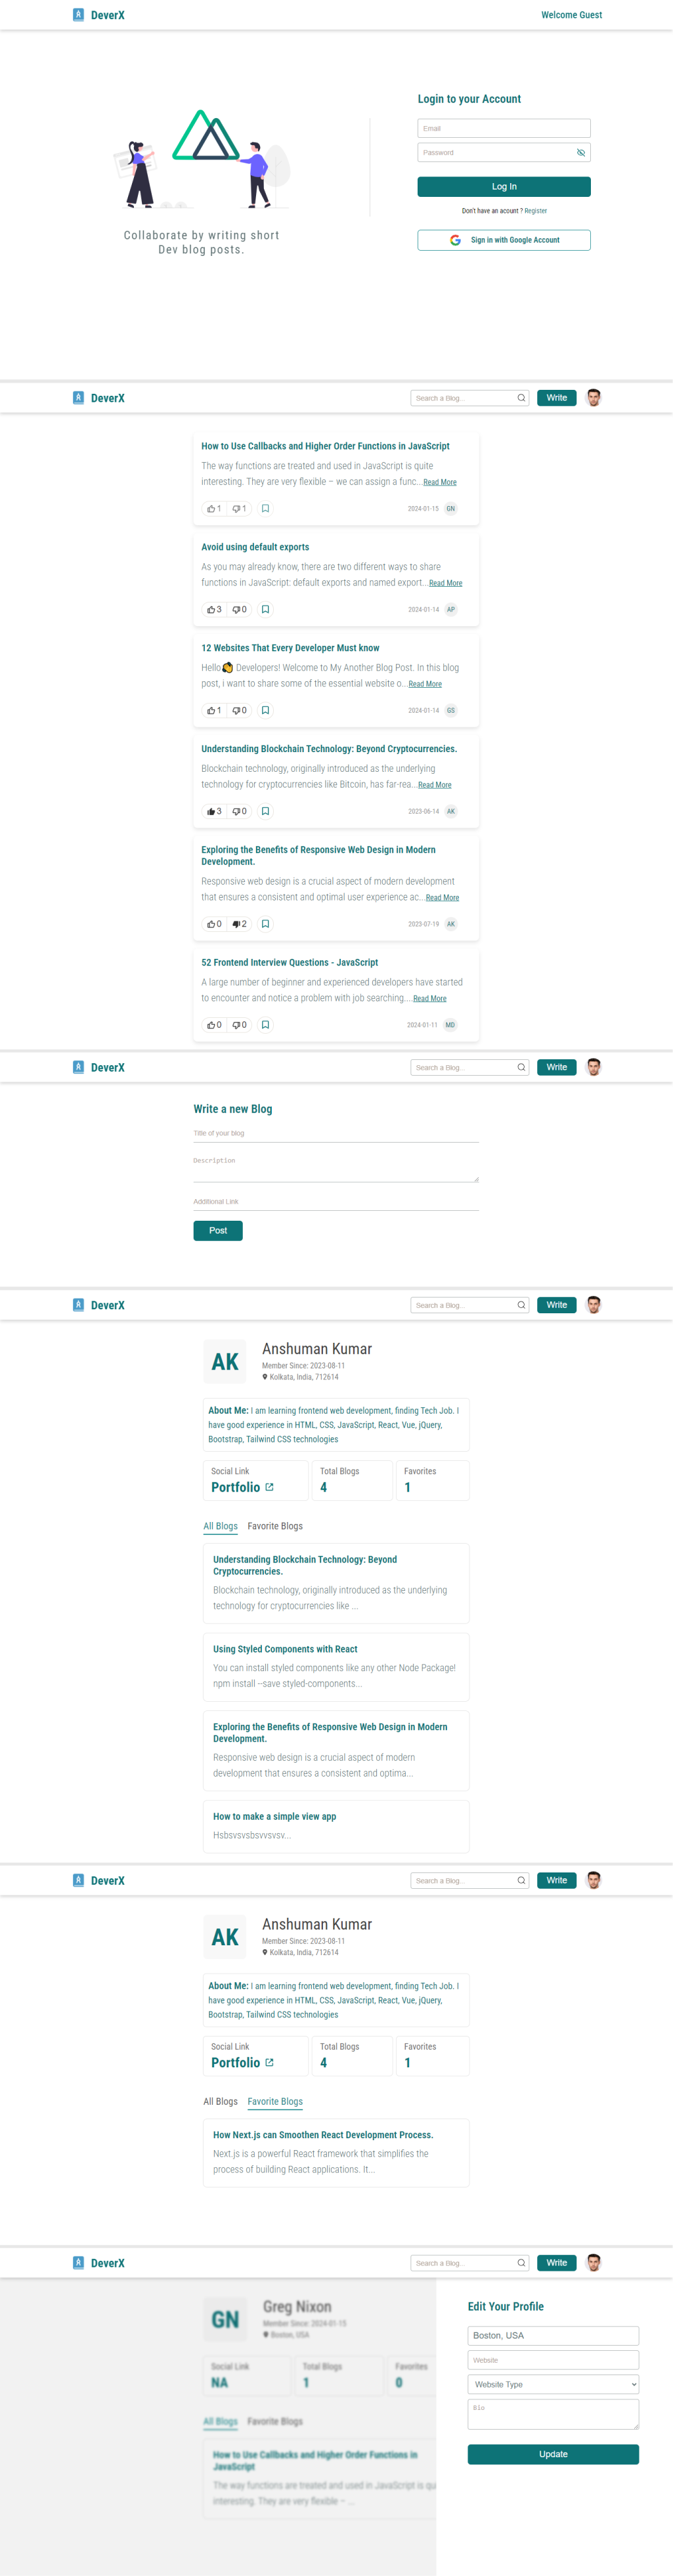 DeverX
Welcome Guest
Login to your Account
Email
Password
Log In
Don't have an acount ? Register
Sign in with Google Account
Collaborate by writing short
Dev blog posts.
DeverX
Search a Blog...
Write
How to Use Callbacks and Higher Order Functions in JavaScript
The way functions are treated and used in JavaScript is quite
interesting. They are very flexible – we can assign a func...Read More
1 1 2024-01-15 GN
Avoid using default exports
As you may already know, there are two different ways to share
functions in JavaScript: default exports and named export...Read More
3 0 2024-01-14 AP
12 Websites That Every Developer Must know
Hello👋 Developers! Welcome to My Another Blog Post. In this blog
post, i want to share some of the essential website o...Read More
1 0 2024-01-14 GS
Understanding Blockchain Technology: Beyond Cryptocurrencies.
Blockchain technology, originally introduced as the underlying
technology for cryptocurrencies like Bitcoin, has far-rea...Read More
3 0 2023-06-14 AK
Exploring the Benefits of Responsive Web Design in Modern
Development.
Responsive web design is a crucial aspect of modern development
that ensures a consistent and optimal user experience ac...Read More
0 2 2023-07-19 AK
52 Frontend Interview Questions - JavaScript
A large number of beginner and experienced developers have started
to encounter and notice a problem with job searching....Read More
0 0 2024-01-11 MD
DeverX
Search a Blog...
Write
Write a new Blog
Title of your blog
Description
Additional Link
Post
DeverX
Search a Blog...
Write
AK
Anshuman Kumar
Member Since: 2023-08-11
Kolkata, India, 712614
About Me: I am learning frontend web development, finding Tech Job. I
have good experience in HTML, CSS, JavaScript, React, Vue, jQuery,
Bootstrap, Tailwind CSS technologies
Social Link Total Blogs Favorites
Portfolio 4 1
All Blogs Favorite Blogs
Understanding Blockchain Technology: Beyond
Cryptocurrencies.
Blockchain technology, originally introduced as the underlying
technology for cryptocurrencies like ...
Using Styled Components with React
You can install styled components like any other Node Package!
npm install --save styled-components...
Exploring the Benefits of Responsive Web Design in Modern
Development.
Responsive web design is a crucial aspect of modern
development that ensures a consistent and optima...
How to make a simple view app
Hsbsvsvsbsvvsvsv...
DeverX
Search a Blog...
Write
AK
Anshuman Kumar
Member Since: 2023-08-11
Kolkata, India, 712614
About Me: I am learning frontend web development, finding Tech Job. I
have good experience in HTML, CSS, JavaScript, React, Vue, jQuery,
Bootstrap, Tailwind CSS technologies
Social Link Total Blogs Favorites
Portfolio 4 1
All Blogs Favorite Blogs
How Next.js can Smoothen React Development Process.
Next.js is a powerful React framework that simplifies the
process of building React applications. It...
DeverX
Search a Blog...
Write
GN
Greg Nixon
Member Since: 2024-01-15
Boston, USA
Social Link Total Blogs Favorites
NA 1 0
All Blogs Favorite Blogs
How to Use Callbacks and Higher Order Functions in
JavaScript
The way functions are treated and used in JavaScript is qu
interesting. They are very flexible – ...
Edit Your Profile
Boston, USA
Website
Website Type
Bio
Update